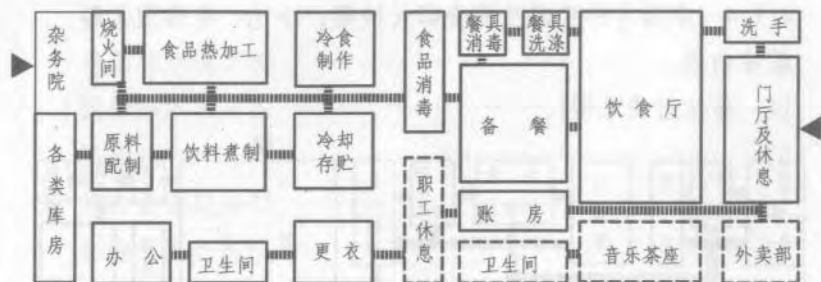 杂务院
烧火间
食品热加工
冷食
制作
食品消毒
餐具
消毒
餐具
洗涤
饮食厅
洗手
备餐
门厅及休息
各类库房
原料
配制
饮料煮制
冷却
存贮
职工休息
账房
办公
卫生间
更衣
卫生间
音乐茶座
外卖部